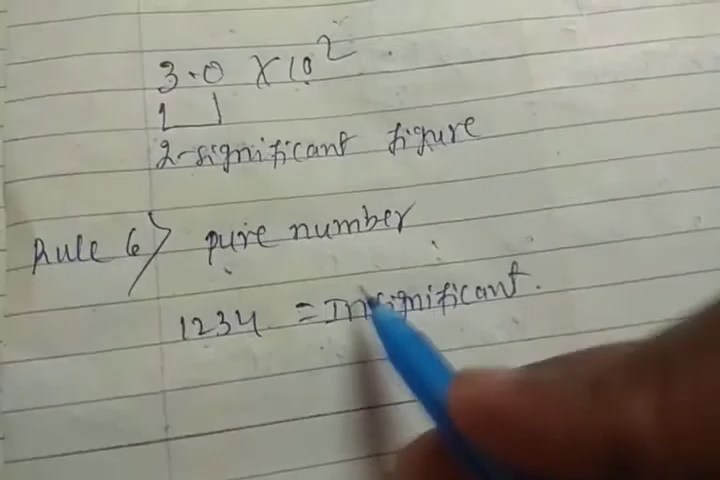 3.0 × 10²
2-significant figure
Rule 6) pure number
1234 = Insignificant.